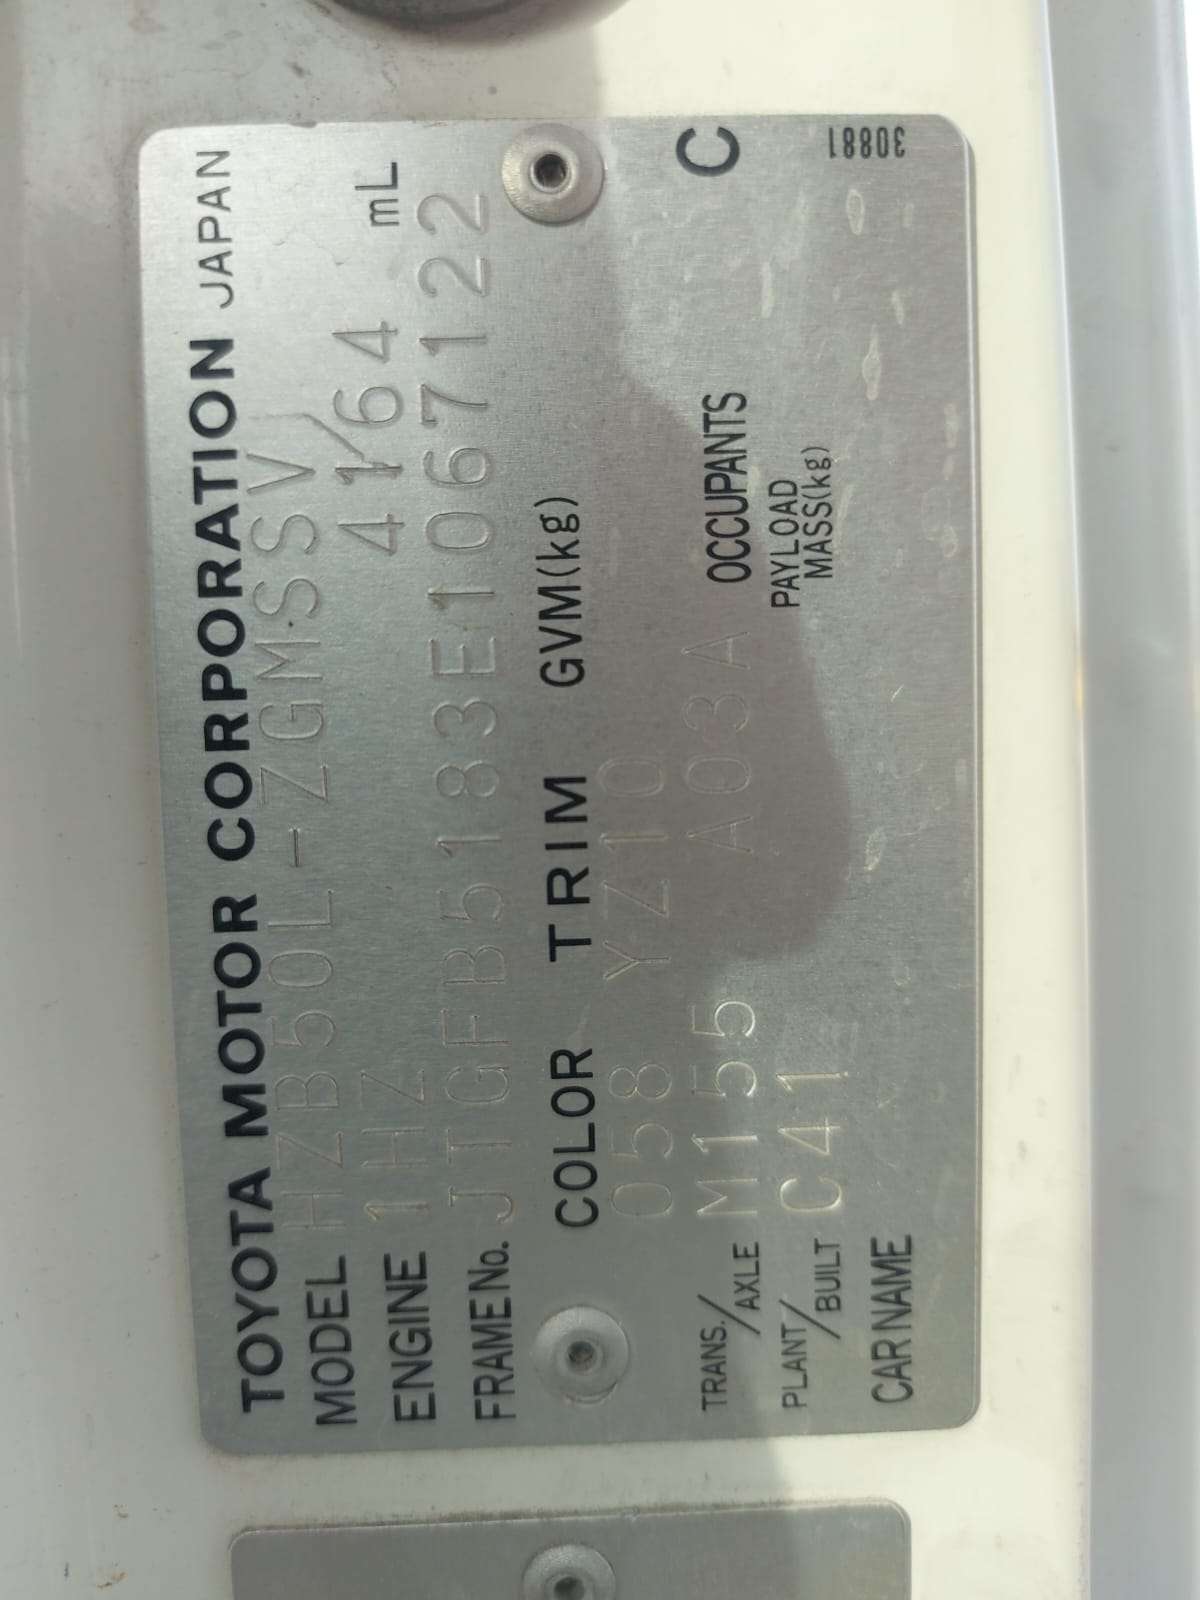 TOYOTA MOTOR CORPORATION JAPAN
MODEL HZB50L-ZGMSSV
ENGINE 1HZ 4164 mL
FRAME No. JTGFB5183E1067122
COLOR TRIM GVM(kg)
058 YZ10
TRANS./AXLE M155 A03A OCCUPANTS C
PLANT/BUILT C41 PAYLOAD MASS(kg)
CAR NAME 30881